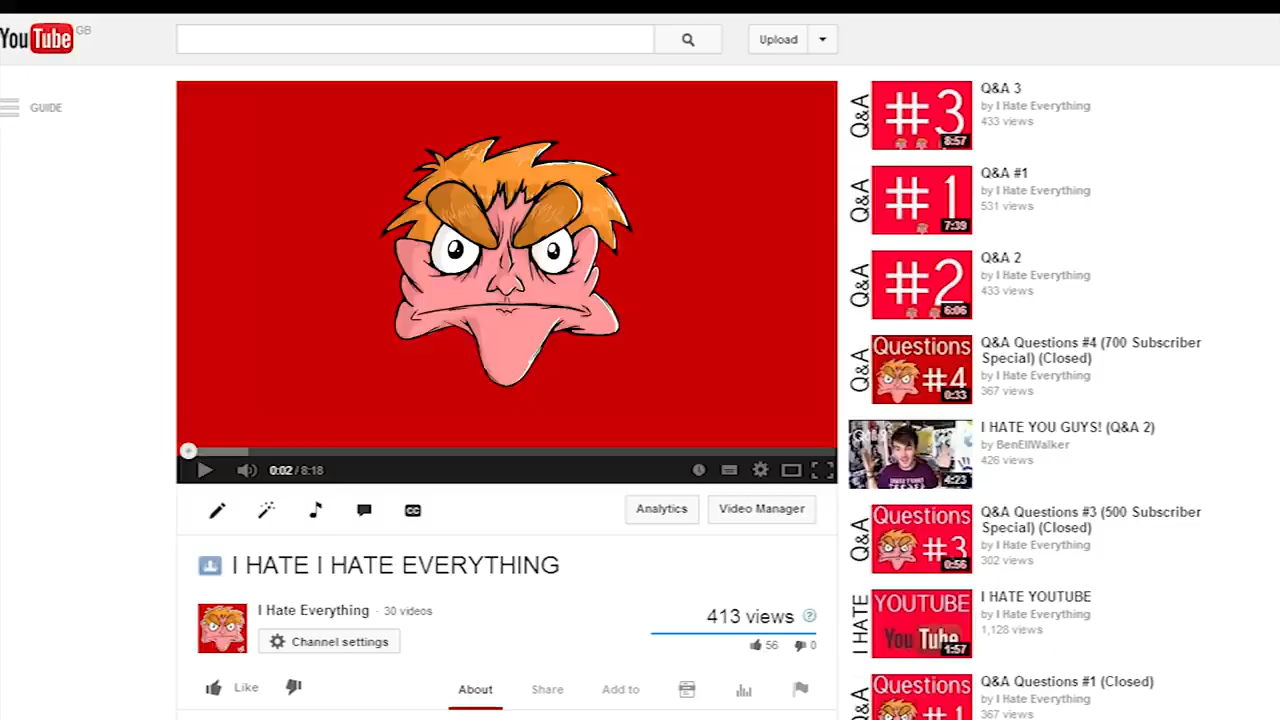 YouTube GB
Upload
GUIDE
0:02 / 8:18
Analytics
Video Manager
I HATE I HATE EVERYTHING
I Hate Everything · 30 videos
Channel settings
413 views
56 0
Like
About
Share
Add to
Q&A
#3
8:57
Q&A 3
by I Hate Everything
433 views
Q&A
#1
7:39
Q&A #1
by I Hate Everything
531 views
Q&A
#2
6:06
Q&A 2
by I Hate Everything
433 views
Q&A
Questions
#4
0:33
Q&A Questions #4 (700 Subscriber
Special) (Closed)
by I Hate Everything
367 views
4:23
I HATE YOU GUYS! (Q&A 2)
by BenEllWalker
426 views
Q&A
Questions
#3
0:56
Q&A Questions #3 (500 Subscriber
Special) (Closed)
by I Hate Everything
302 views
I HATE
YOUTUBE
YouTube
1:57
I HATE YOUTUBE
by I Hate Everything
1,128 views
Q&A
Questions
#1
Q&A Questions #1 (Closed)
by I Hate Everything
367 views